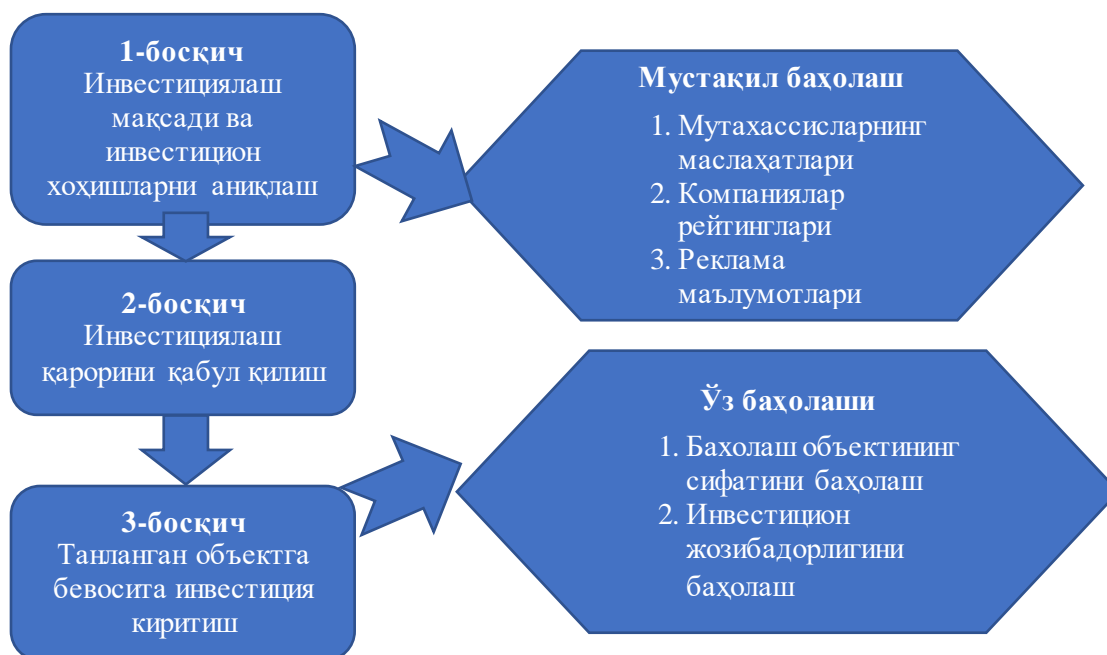 1-босқич
Инвестициялаш
мақсади ва
инвестицион
хоҳишларни аниқлаш
2-босқич
Инвестициялаш
қарорини қабул қилиш
3-босқич
Танланган объектга
бевосита инвестиция
киритиш
Мустақил баҳолаш
1. Мутахассисларнинг
маслаҳатлари
2. Компаниялар
рейтинглари
3. Реклама
маълумотлари
Ўз баҳолаши
1. Бахолаш объектининг
сифатини баҳолаш
2. Инвестицион
жозибадорлигини
баҳолаш